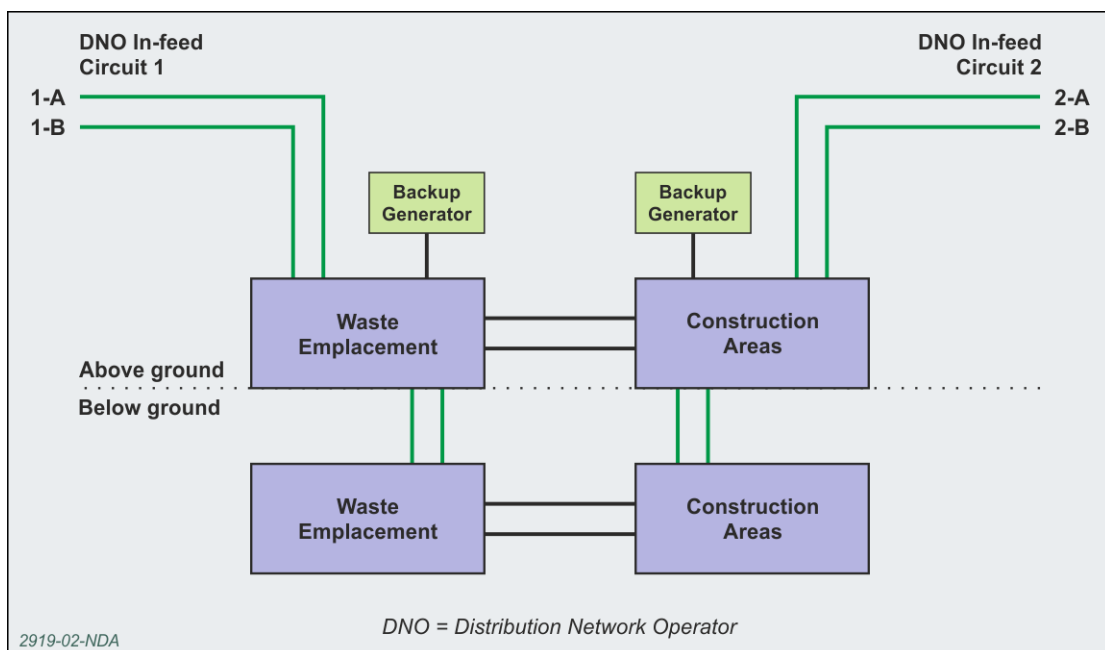 DNO In-feed
Circuit 1
DNO In-feed
Circuit 2
1-A
2-A
1-B
2-B
Backup
Generator
Backup
Generator
Waste
Emplacement
Construction
Areas
Above ground
Below ground
Waste
Emplacement
Construction
Areas
DNO = Distribution Network Operator
2919-02-NDA